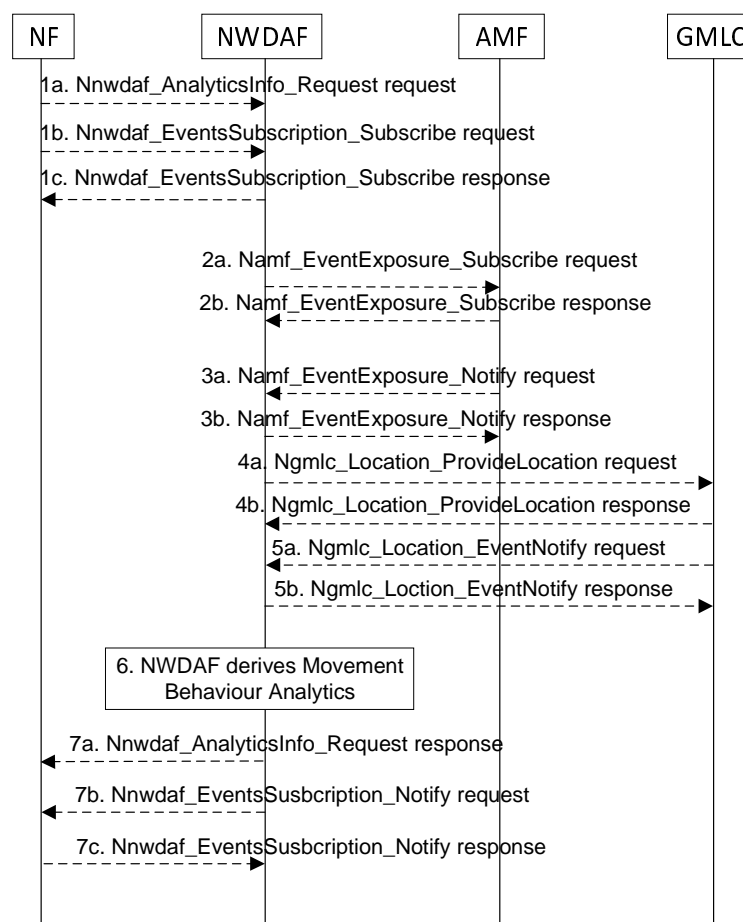 NF
NWDAF
AMF
GMLC
1a. Nnwdaf_AnalyticsInfo_Request request
1b. Nnwdaf_EventsSubscription_Subscribe request
1c. Nnwdaf_EventsSubscription_Subscribe response
2a. Namf_EventExposure_Subscribe request
2b. Namf_EventExposure_Subscribe response
3a. Namf_EventExposure_Notify request
3b. Namf_EventExposure_Notify response
4a. Ngmlc_Location_ProvideLocation request
4b. Ngmlc_Location_ProvideLocation response
5a. Ngmlc_Location_EventNotify request
5b. Ngmlc_Loction_EventNotify response
6. NWDAF derives Movement
Behaviour Analytics
7a. Nnwdaf_AnalyticsInfo_Request response
7b. Nnwdaf_EventsSusbcription_Notify request
7c. Nnwdaf_EventsSusbcription_Notify response